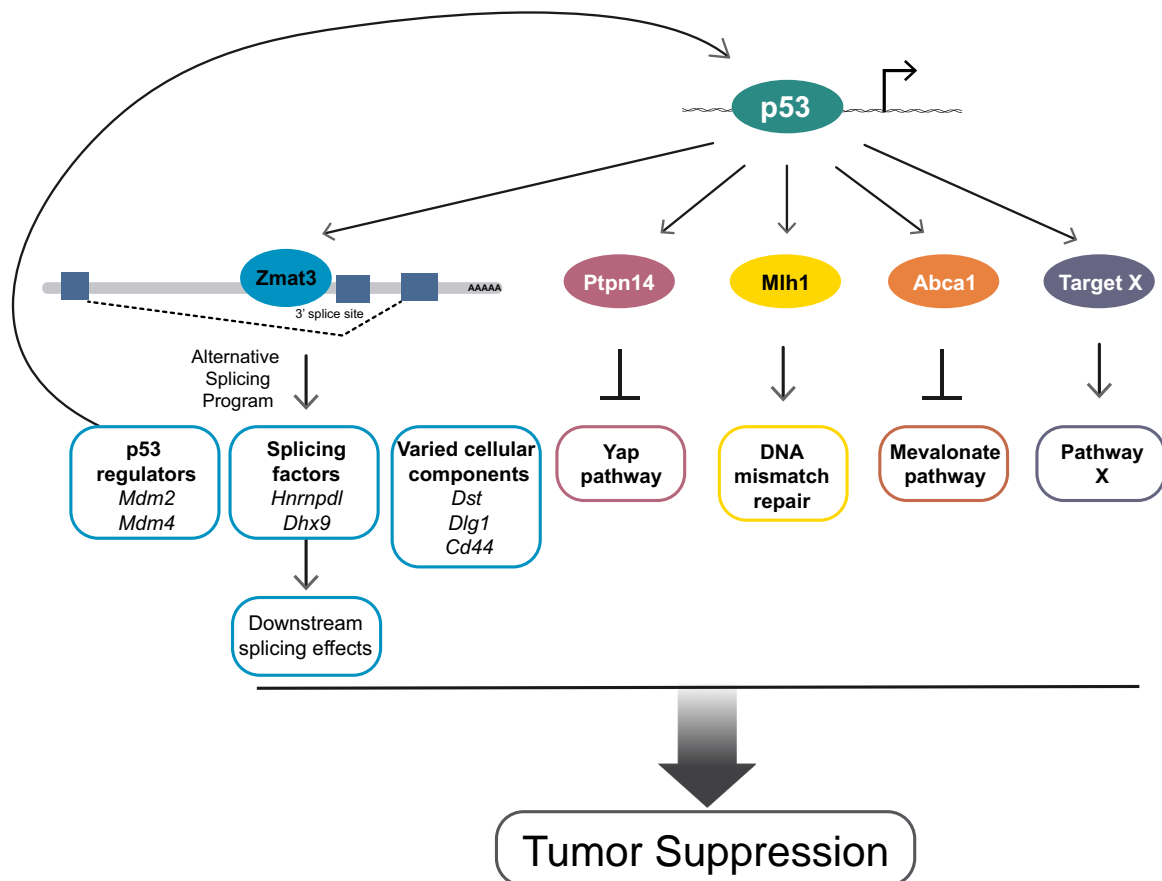 p53
Zmat3
AAAAA
3' splice site
Ptpn14
Mlh1
Abca1
Target X
Alternative
Splicing
Program
p53
regulators
Mdm2
Mdm4
Splicing
factors
Hnrnpdl
Dhx9
Varied cellular
components
Dst
Dlg1
Cd44
Yap
pathway
DNA
mismatch
repair
Mevalonate
pathway
Pathway
X
Downstream
splicing effects
Tumor Suppression